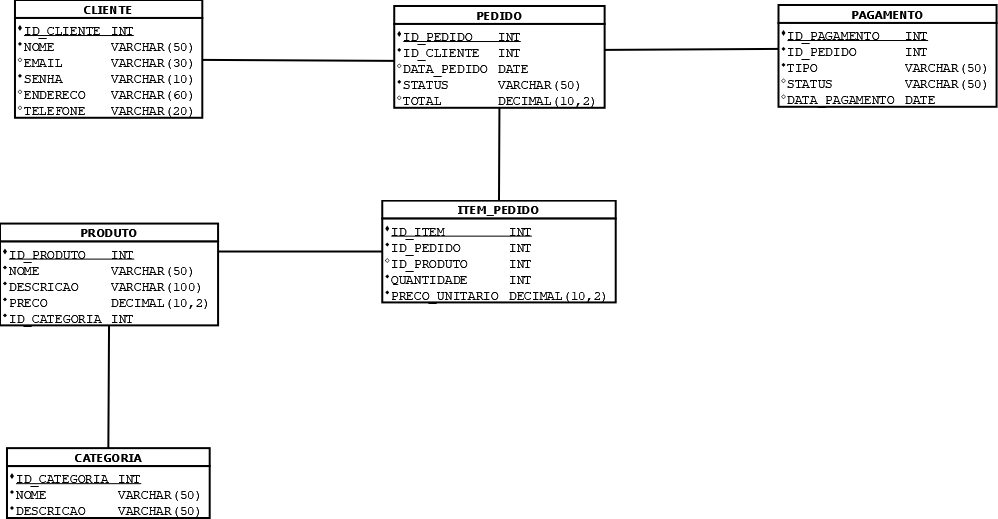 CLIENTE
ID_CLIENTE INT
NOME VARCHAR(50)
EMAIL VARCHAR(30)
SENHA VARCHAR(10)
ENDERECO VARCHAR(60)
TELEFONE VARCHAR(20)
PEDIDO
ID_PEDIDO INT
ID_CLIENTE INT
DATA_PEDIDO DATE
STATUS VARCHAR(50)
TOTAL DECIMAL(10,2)
PAGAMENTO
ID_PAGAMENTO INT
ID_PEDIDO INT
TIPO VARCHAR(50)
STATUS VARCHAR(50)
DATA_PAGAMENTO DATE
PRODUTO
ID_PRODUTO INT
NOME VARCHAR(50)
DESCRICAO VARCHAR(100)
PRECO DECIMAL(10,2)
ID_CATEGORIA INT
ITEM_PEDIDO
ID_ITEM INT
ID_PEDIDO INT
ID_PRODUTO INT
QUANTIDADE INT
PRECO_UNITARIO DECIMAL(10,2)
CATEGORIA
ID_CATEGORIA INT
NOME VARCHAR(50)
DESCRICAO VARCHAR(50)